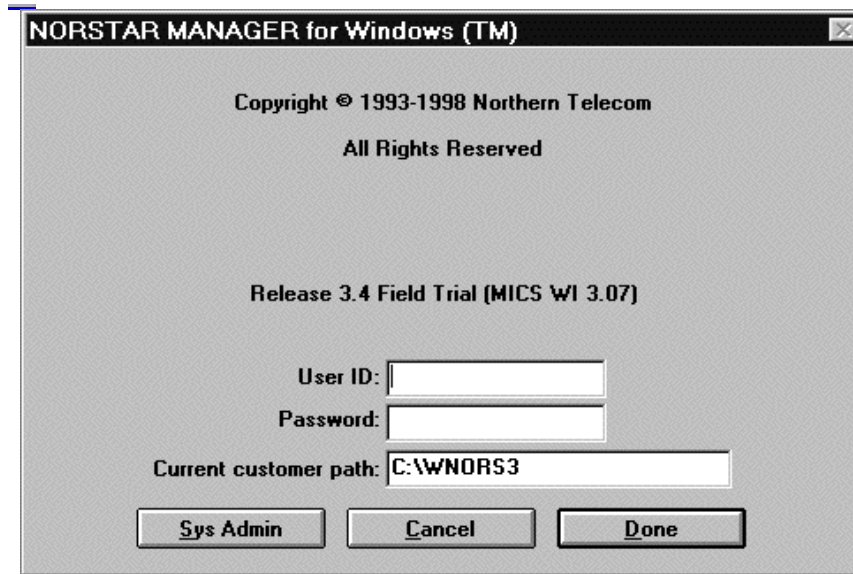 NORSTAR MANAGER for Windows (TM)
Copyright © 1993-1998 Northern Telecom
All Rights Reserved
Release 3.4 Field Trial (MICS WI 3.07)
User ID:
Password:
Current customer path: C:\WNORS3
Sys Admin Cancel Done